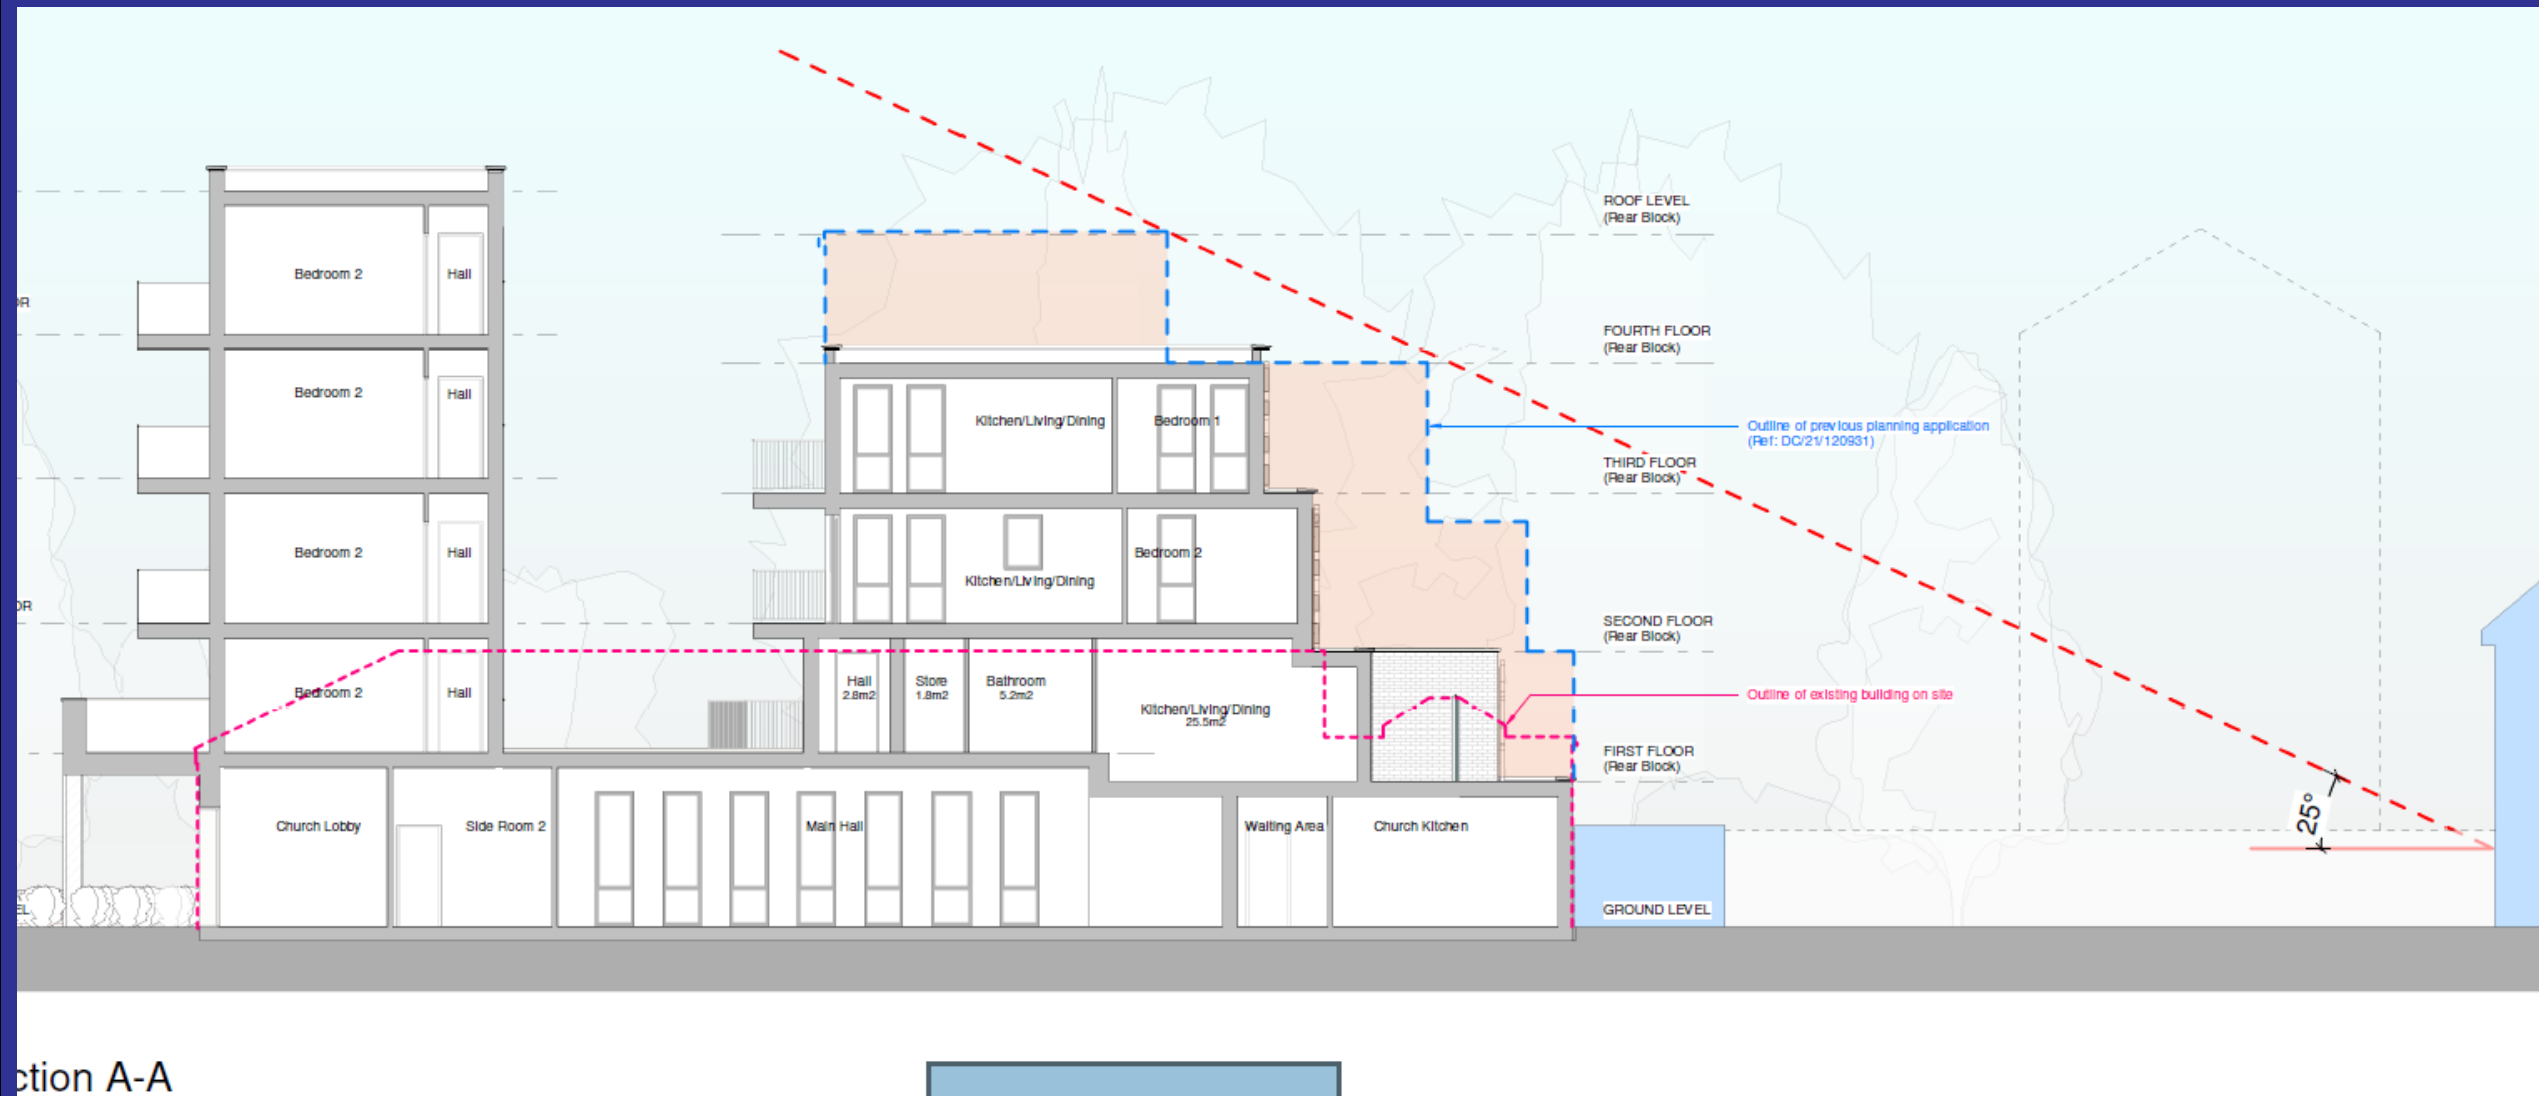 ROOF LEVEL
(Rear Block)
Bedroom 2
Hall
OR
FOURTH FLOOR
(Rear Block)
Bedroom 2
Hall
Kitchen/Living/Dining
Bedroom 1
Outline of previous planning application
(Ref: DC/21/120931)
THIRD FLOOR
(Rear Block)
Bedroom 2
Hall
Bedroom 2
Kitchen/Living/Dining
OR
SECOND FLOOR
(Rear Block)
Bedroom 2
Hall
Hall
2.8m2
Store
1.8m2
Bathroom
5.2m2
Kitchen/Living/Dining
25.5m2
Outline of existing building on site
FIRST FLOOR
(Rear Block)
25°
Church Lobby
Side Room 2
Main Hall
Waiting Area
Church Kitchen
EL
GROUND LEVEL
ction A-A